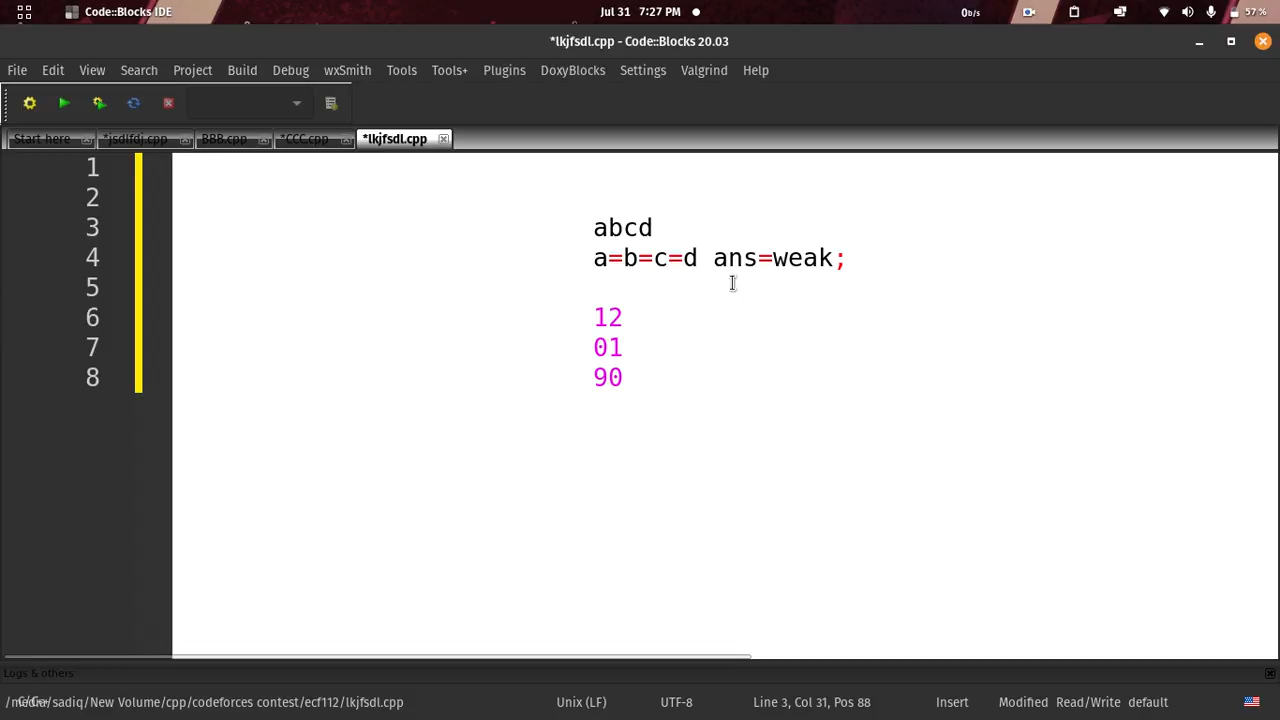 Code::Blocks IDE
Jul 31 7:27 PM
0b/s
57 %
*lkjfsdl.cpp - Code::Blocks 20.03
File Edit View Search Project Build Debug wxSmith Tools Tools+ Plugins DoxyBlocks Settings Valgrind Help
Start here *jsdlfdj.cpp BBB.cpp *CCC.cpp *lkjfsdl.cpp
1
2
3 abcd
4 a=b=c=d ans=weak;
5
6 12
7 01
8 90
Logs & others
/media/sadiq/New Volume/cpp/codeforces contest/ecf112/lkjfsdl.cpp Unix (LF) UTF-8 Line 3, Col 31, Pos 88 Insert Modified Read/Write default